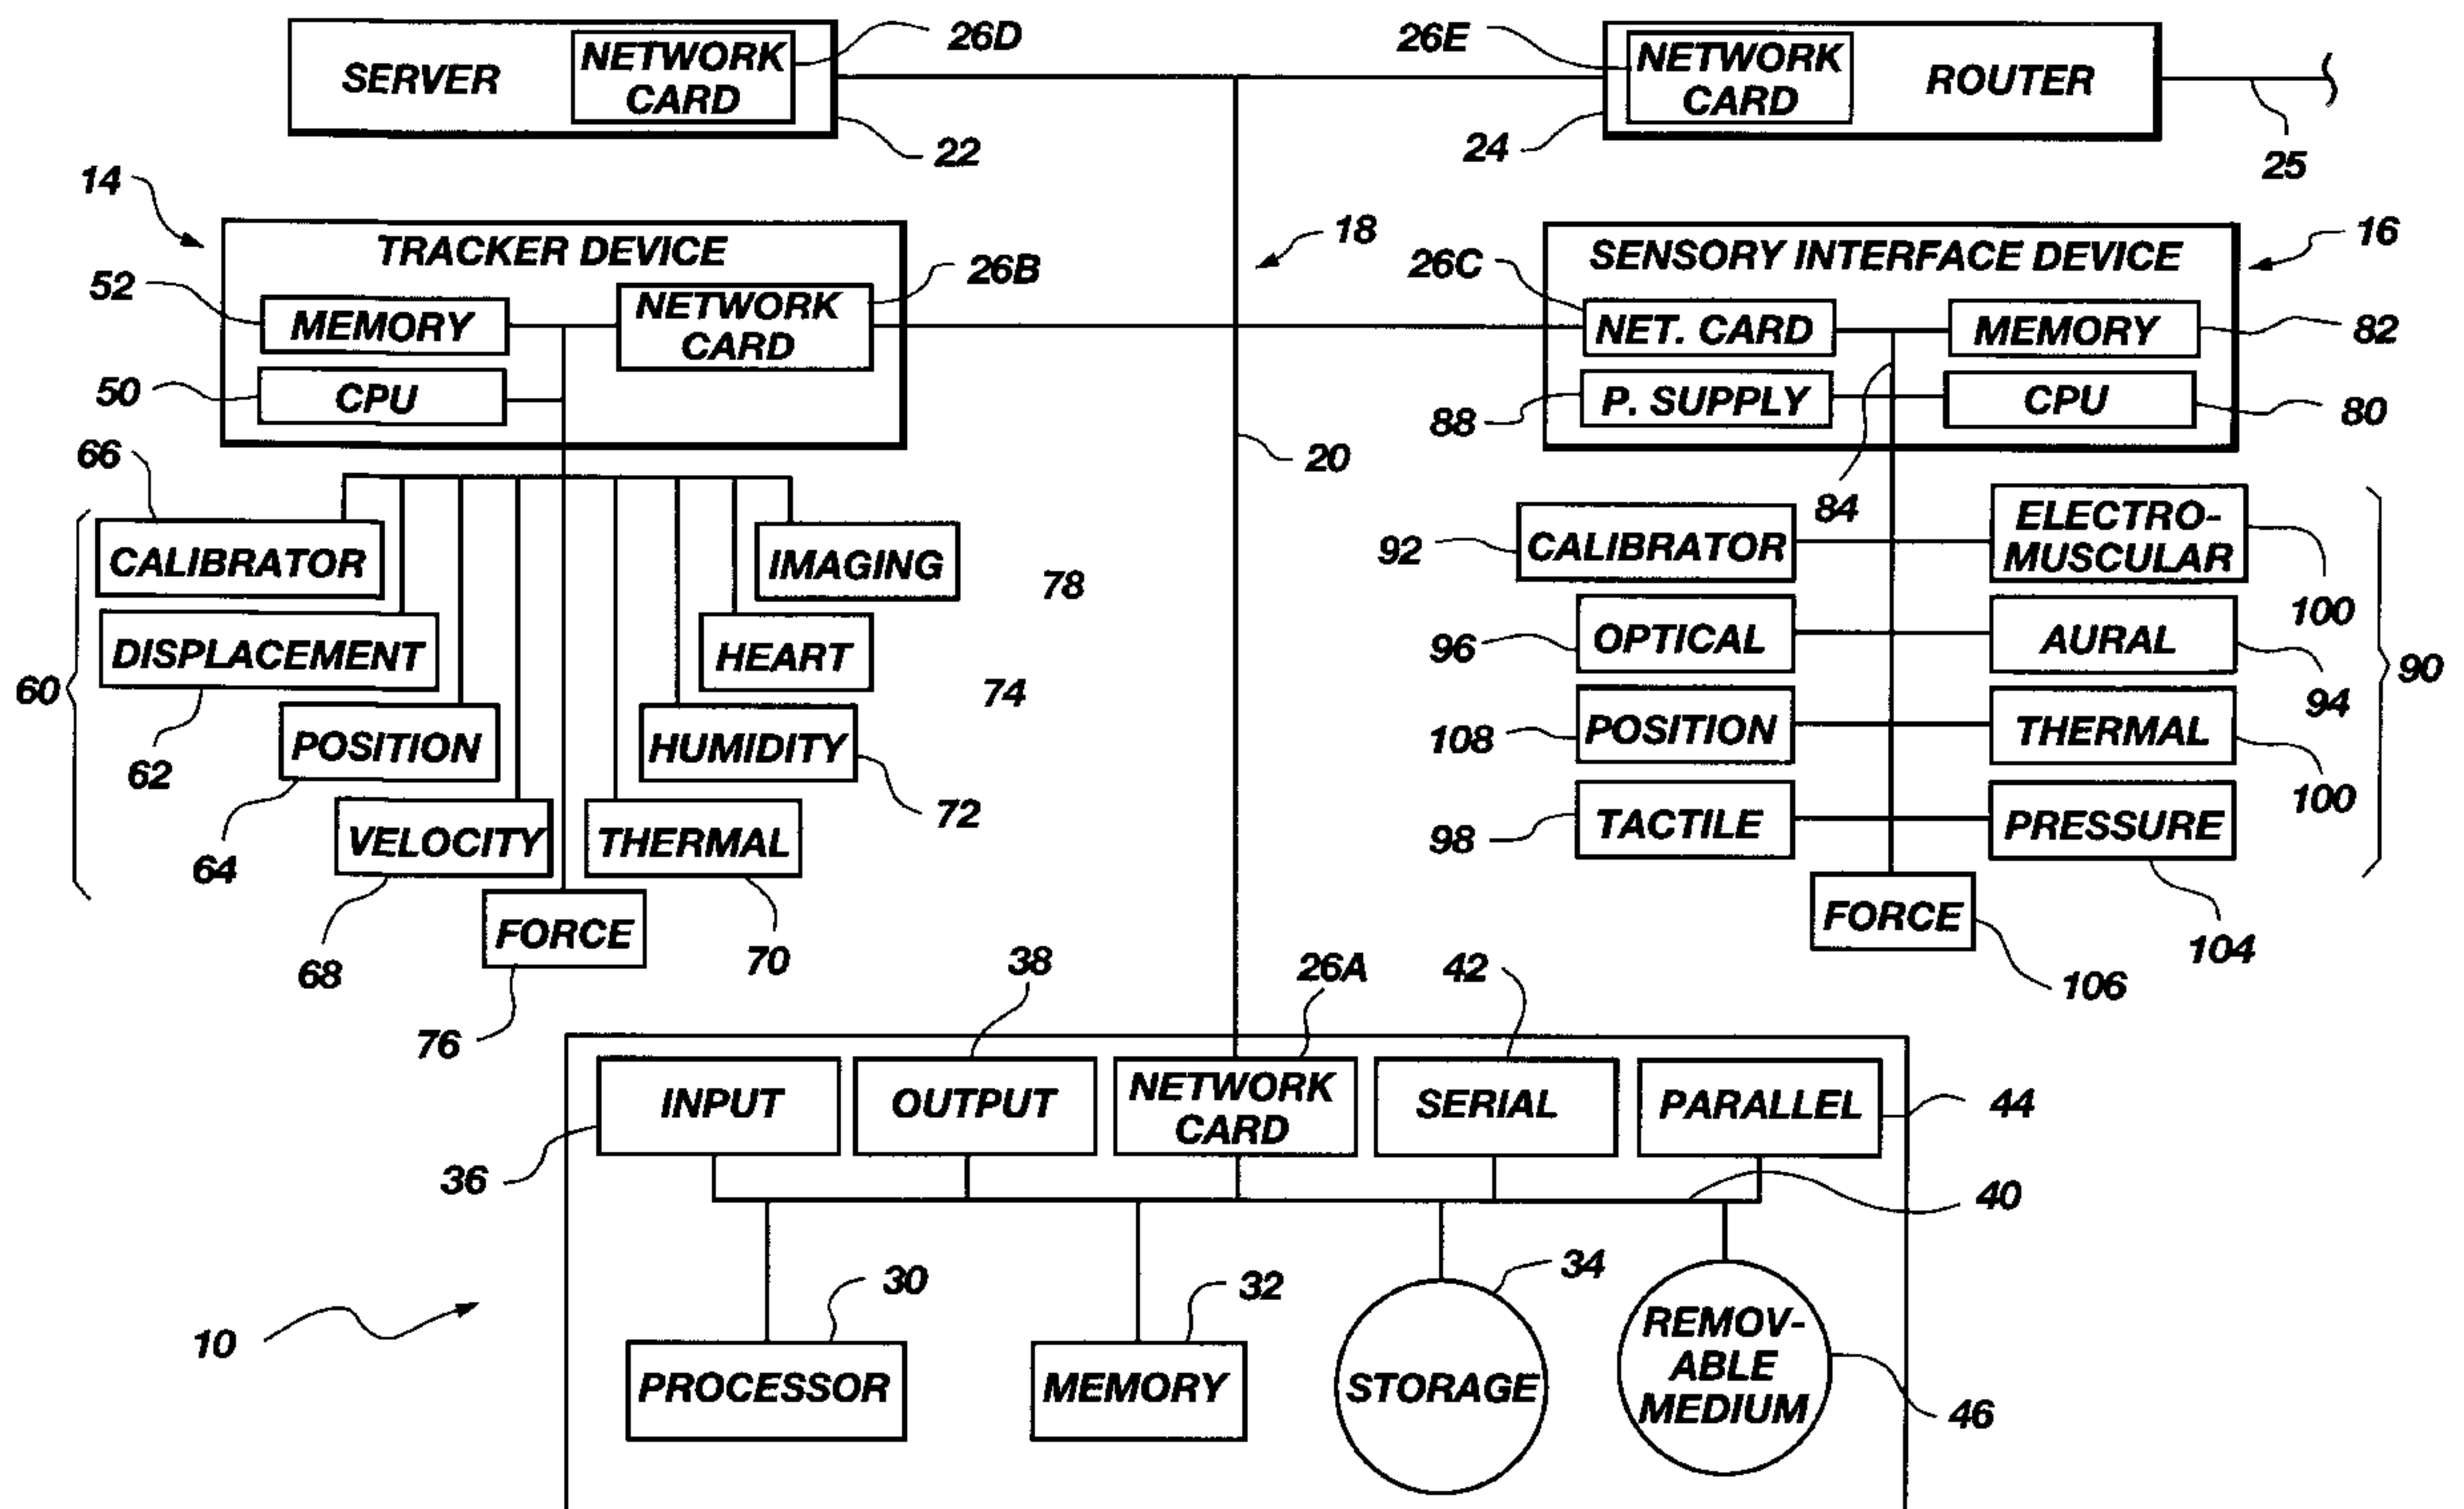 SERVER
NETWORK
CARD
26D
22
26E
NETWORK
CARD
ROUTER
24
25
14
TRACKER DEVICE
52
MEMORY
NETWORK
CARD
26B
50
CPU
18
20
16
SENSORY INTERFACE DEVICE
26C
NET. CARD
MEMORY
82
88
P. SUPPLY
CPU
80
84
66
60
CALIBRATOR
IMAGING
78
DISPLACEMENT
62
HEART
74
POSITION
64
HUMIDITY
72
VELOCITY
68
THERMAL
70
FORCE
76
92
CALIBRATOR
ELECTRO-
MUSCULAR
100
96
OPTICAL
AURAL
94
90
108
POSITION
THERMAL
100
98
TACTILE
PRESSURE
104
FORCE
106
38
26A
42
INPUT
OUTPUT
NETWORK
CARD
SERIAL
PARALLEL
44
36
40
10
30
32
34
PROCESSOR
MEMORY
STORAGE
REMOV-
ABLE
MEDIUM
46